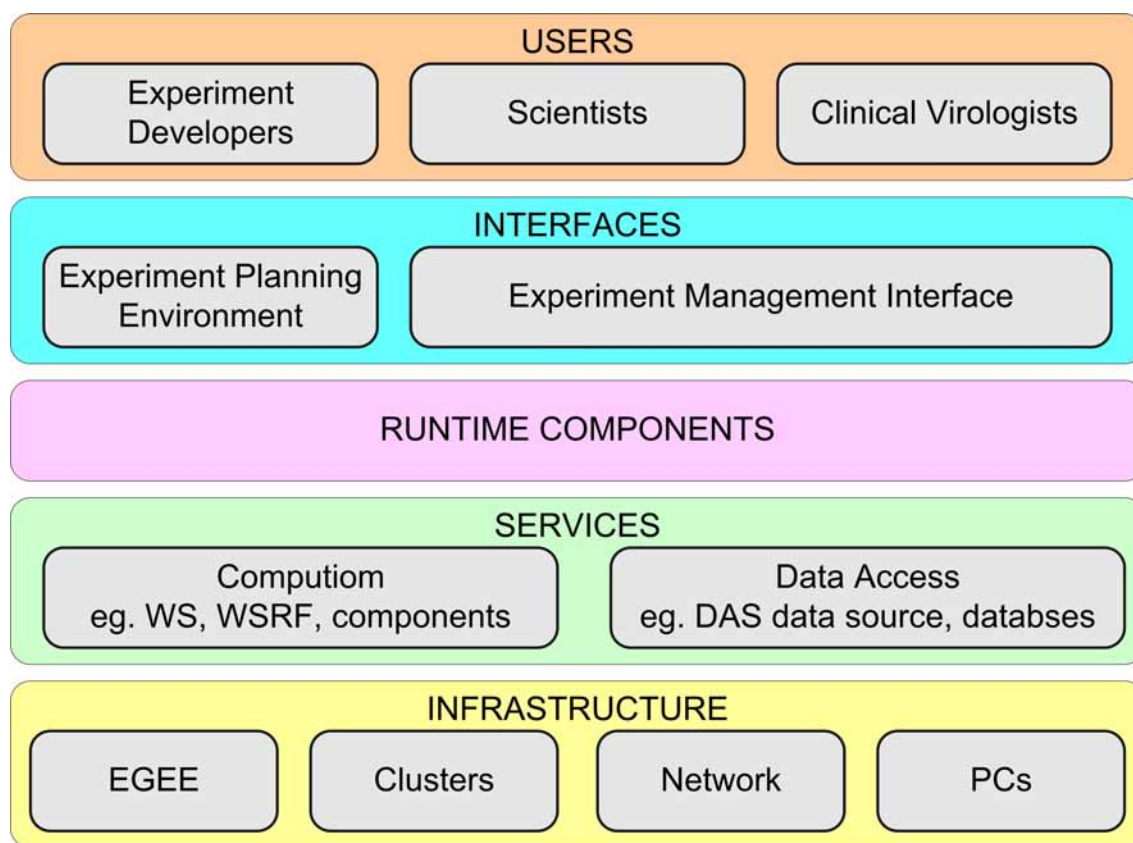 USERS
Experiment
Developers
Scientists
Clinical Virologists
INTERFACES
Experiment Planning
Environment
Experiment Management Interface
RUNTIME COMPONENTS
SERVICES
Computiom
eg. WS, WSRF, components
Data Access
eg. DAS data source, databses
INFRASTRUCTURE
EGEE
Clusters
Network
PCs